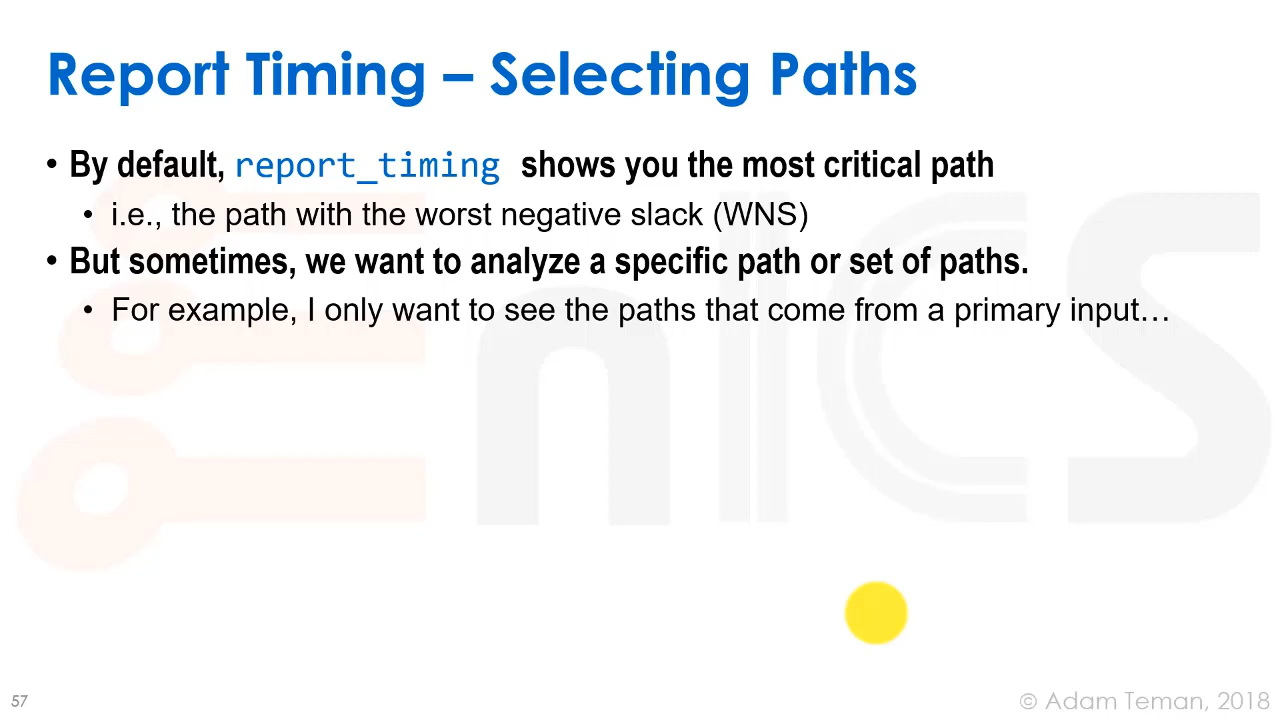 Report Timing – Selecting Paths
• By default, report_timing shows you the most critical path
• i.e., the path with the worst negative slack (WNS)
• But sometimes, we want to analyze a specific path or set of paths.
• For example, I only want to see the paths that come from a primary input…
EnICS
57
© Adam Teman, 2018